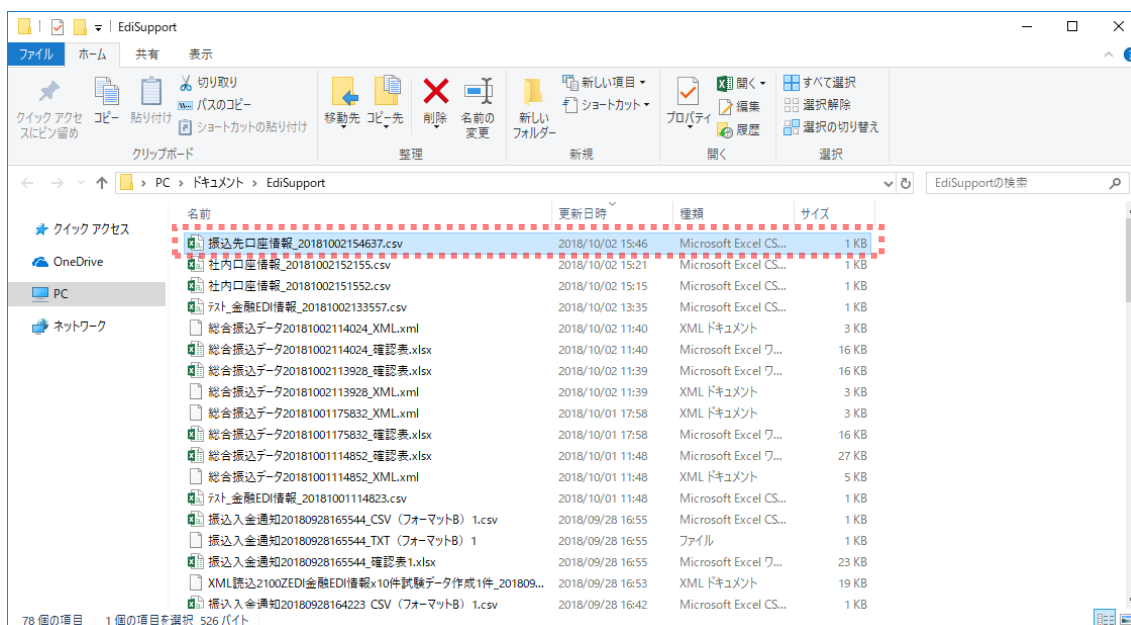 EdiSupport
ファイル ホーム 共有 表示
クイック アクセスにピン留め コピー 貼り付け 切り取り パスのコピー ショートカットの貼り付け 移動先 コピー先 削除 名前の変更 新しいフォルダー 新しい項目 ショートカット プロパティ 開く 編集 履歴 すべて選択 選択解除 選択の切り替え
クリップボード 整理 新規 開く 選択
PC > ドキュメント > EdiSupport EdiSupportの検索
名前 更新日時 種類 サイズ
クイック アクセス
OneDrive
PC
ネットワーク
振込先口座情報_20181002154637.csv 2018/10/02 15:46 Microsoft Excel CS... 1 KB
社内口座情報_20181002152155.csv 2018/10/02 15:21 Microsoft Excel CS... 1 KB
社内口座情報_20181002151552.csv 2018/10/02 15:15 Microsoft Excel CS... 1 KB
テスト_金融EDI情報_20181002133557.csv 2018/10/02 13:35 Microsoft Excel CS... 1 KB
総合振込データ20181002114024_XML.xml 2018/10/02 11:40 XML ドキュメント 3 KB
総合振込データ20181002114024_確認表.xlsx 2018/10/02 11:40 Microsoft Excel ワ... 16 KB
総合振込データ20181002113928_確認表.xlsx 2018/10/02 11:39 Microsoft Excel ワ... 16 KB
総合振込データ20181002113928_XML.xml 2018/10/02 11:39 XML ドキュメント 3 KB
総合振込データ20181001175832_XML.xml 2018/10/01 17:58 XML ドキュメント 3 KB
総合振込データ20181001175832_確認表.xlsx 2018/10/01 17:58 Microsoft Excel ワ... 16 KB
総合振込データ20181001114852_確認表.xlsx 2018/10/01 11:48 Microsoft Excel ワ... 27 KB
総合振込データ20181001114852_XML.xml 2018/10/01 11:48 XML ドキュメント 5 KB
テスト_金融EDI情報_20181001114823.csv 2018/10/01 11:48 Microsoft Excel CS... 1 KB
振込入金通知20180928165544_CSV（フォーマットB）1.csv 2018/09/28 16:55 Microsoft Excel CS... 1 KB
振込入金通知20180928165544_TXT（フォーマットB）1 2018/09/28 16:55 ファイル 1 KB
振込入金通知20180928165544_確認表1.xlsx 2018/09/28 16:55 Microsoft Excel ワ... 23 KB
XML読込2100ZEDI金融EDI情報x10件試験データ作成1件_201809... 2018/09/28 16:53 XML ドキュメント 19 KB
振込入金通知20180928164223_CSV（フォーマットB）1.csv 2018/09/28 16:42 Microsoft Excel CS... 1 KB
78 個の項目 1 個の項目を選択 526 バイト